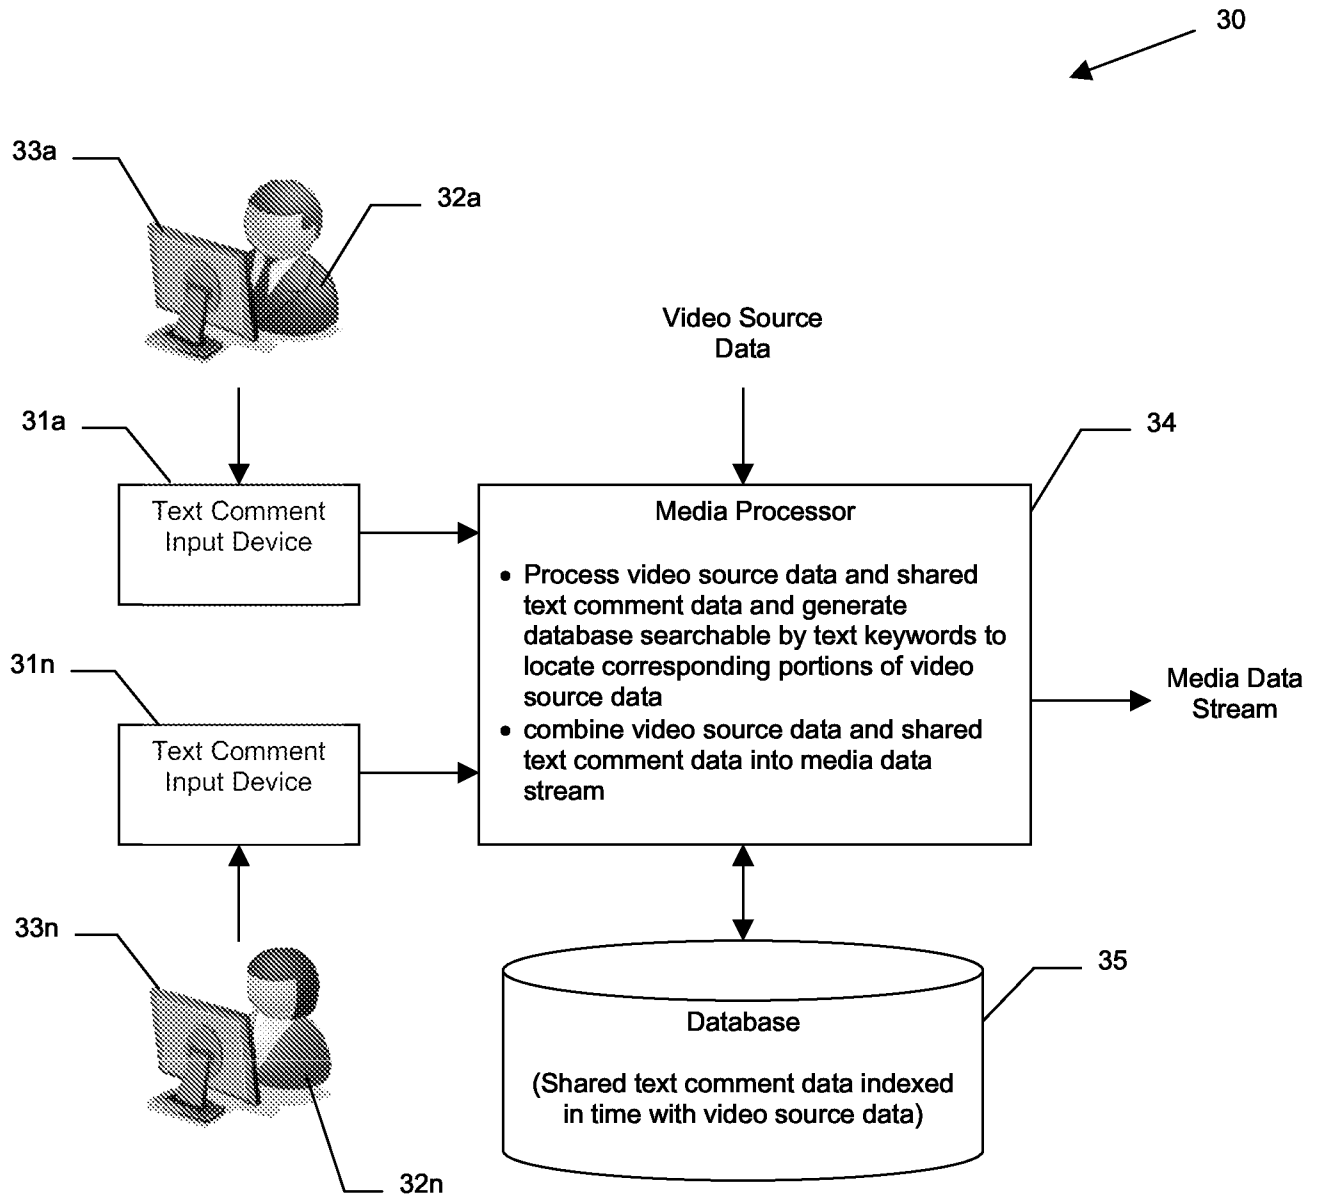 30
33a
32a
Video Source
Data
31a
34
Text Comment
Input Device
Media Processor
• Process video source data and shared
text comment data and generate
database searchable by text keywords to
locate corresponding portions of video
source data
• combine video source data and shared
text comment data into media data
stream
31n
Text Comment
Input Device
Media Data
Stream
33n
35
Database
(Shared text comment data indexed
in time with video source data)
32n